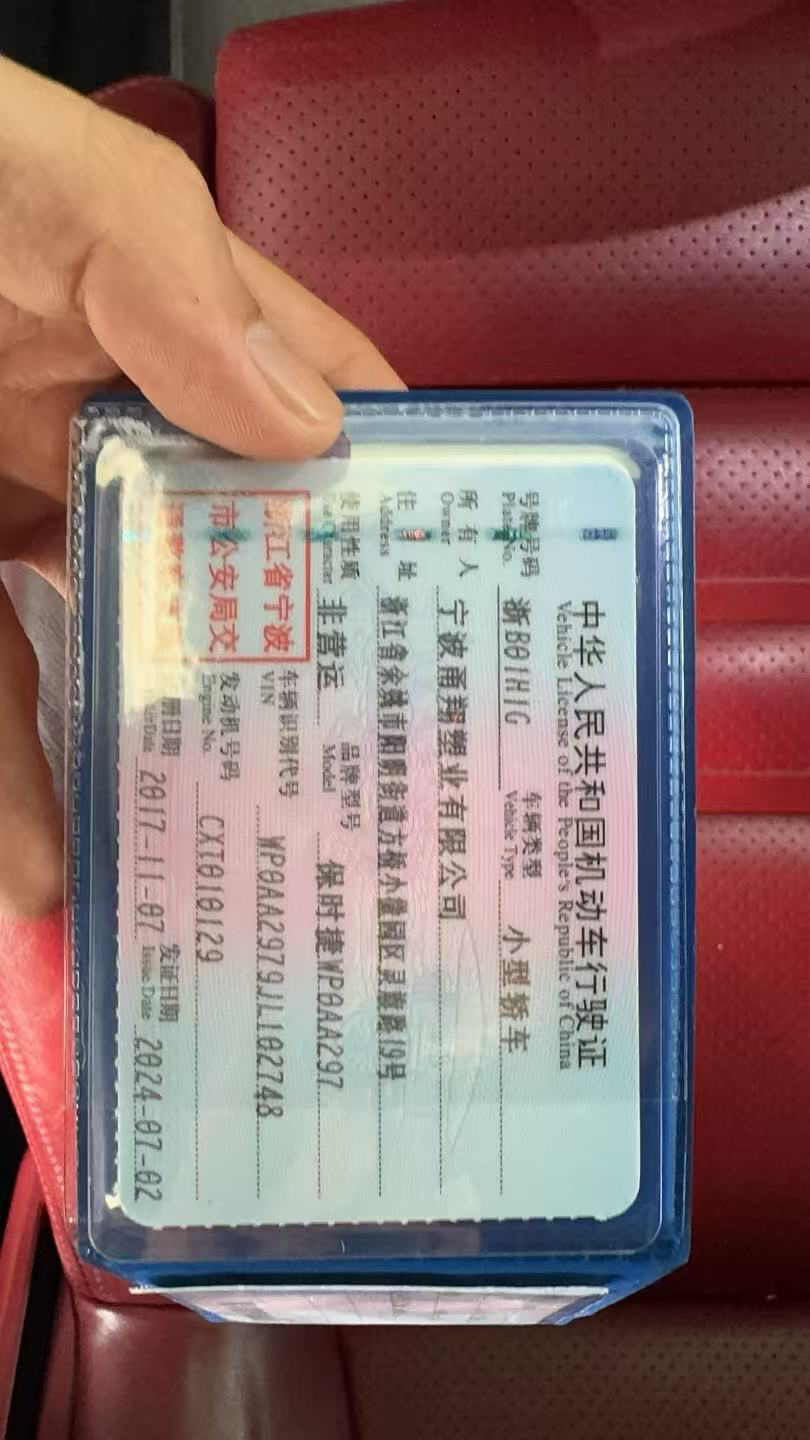 中华人民共和国机动车行驶证
Vehicle License of the People's Republic of China
号牌号码 浙B01H1G 车辆类型 小型轿车
Plate No. Vehicle Type
所有人 宁波甬翔塑业有限公司
Owner
住址 浙江省余姚市阳明街道方桥小微园区灵源路19号
Address
使用性质 非营运 品牌型号 保时捷WP0AA297
Use Character Model
浙江省宁波
市公安局交
车辆识别代号 WP0AA2979JL102748
VIN
发动机号码 CXT010129
Engine No.
册日期 2017-11-07 发证日期 2024-07-02
Issue Date